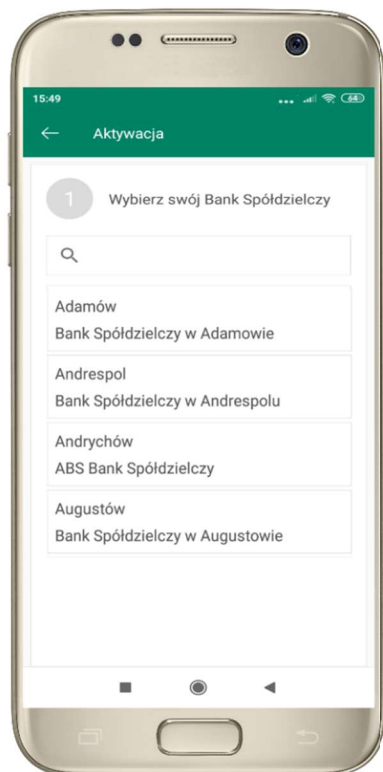 15:49
64
Aktywacja
1
Wybierz swój Bank Spółdzielczy
Adamów
Bank Spółdzielczy w Adamowie
Andrespol
Bank Spółdzielczy w Andrespolu
Andrychów
ABS Bank Spółdzielczy
Augustów
Bank Spółdzielczy w Augustowie